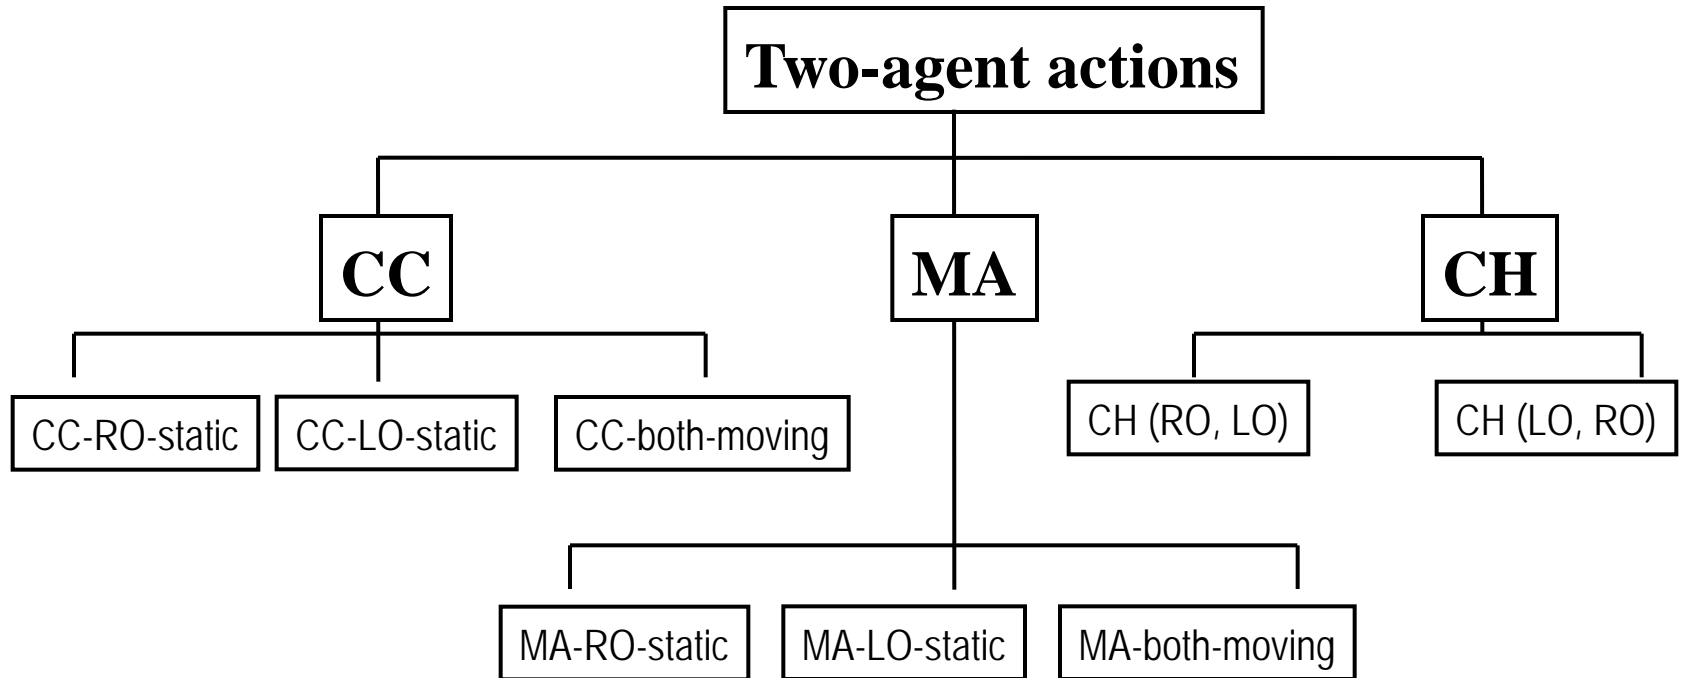 Two-agent actions
CC
MA
CH
CC-RO-static
CC-LO-static
CC-both-moving
CH (RO, LO)
CH (LO, RO)
MA-RO-static
MA-LO-static
MA-both-moving